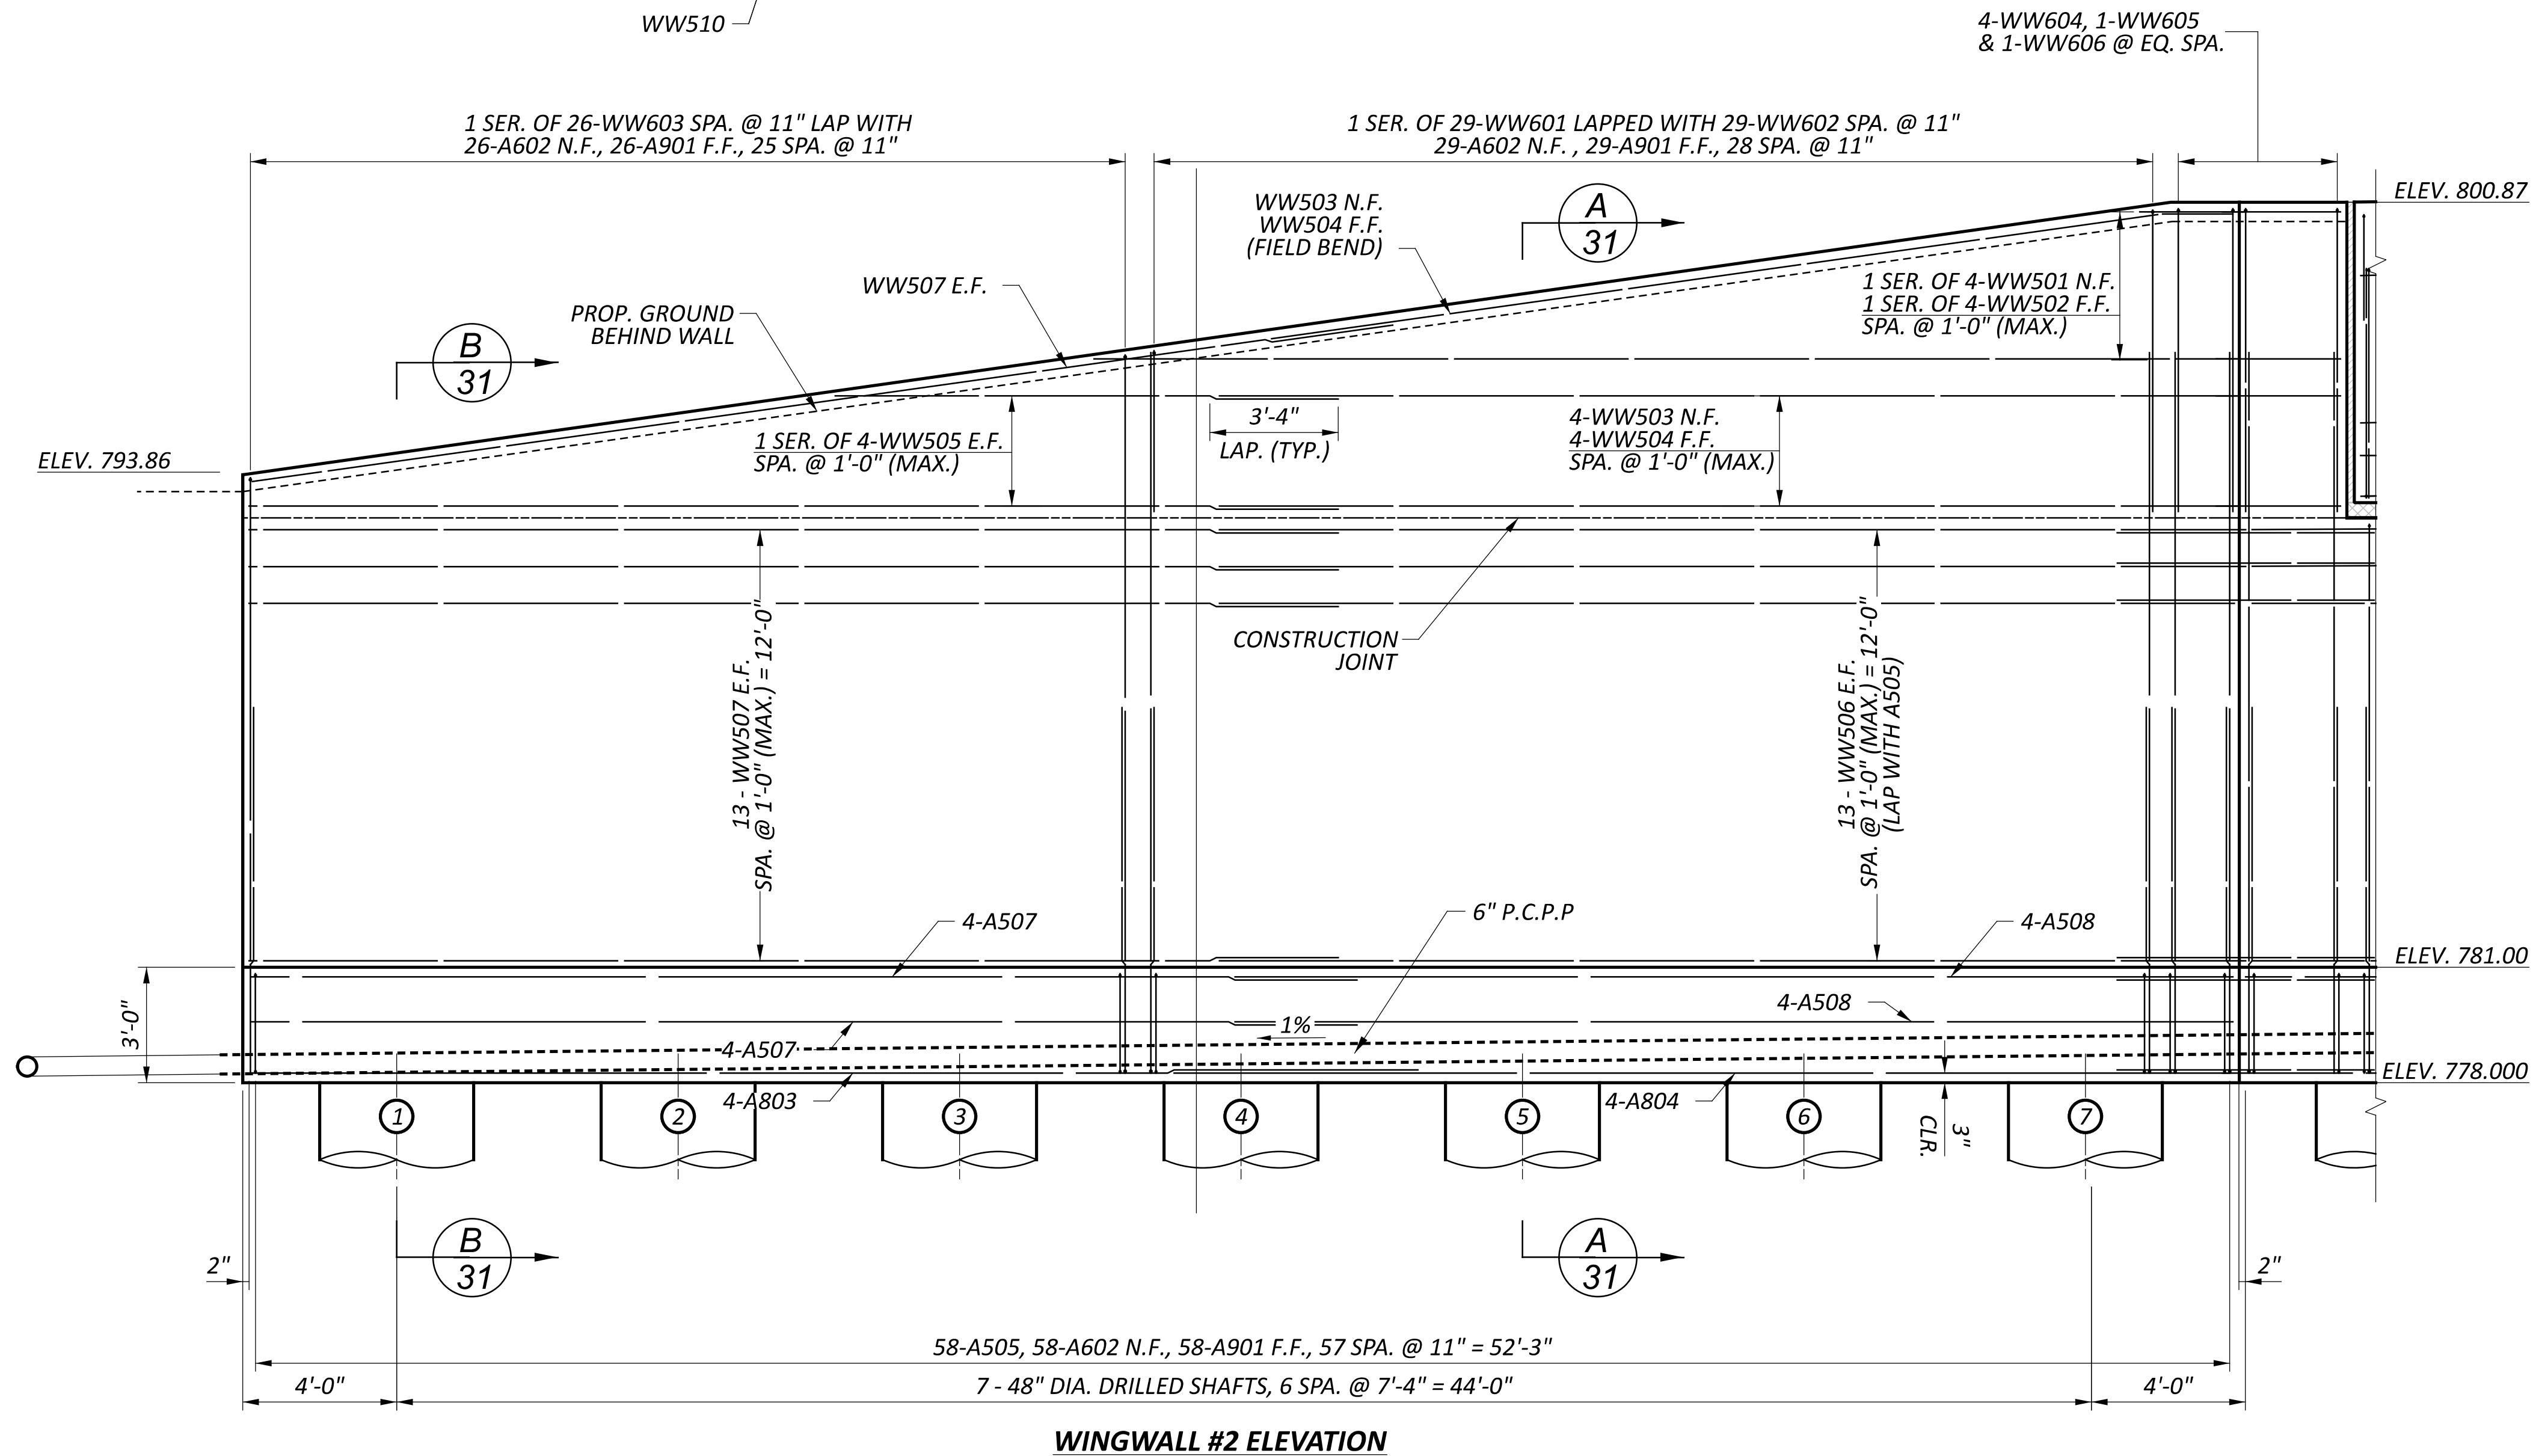 WW510
4-WW604, 1-WW605
& 1-WW606 @ EQ. SPA.
1 SER. OF 26-WW603 SPA. @ 11" LAP WITH
26-A602 N.F., 26-A901 F.F., 25 SPA. @ 11"
1 SER. OF 29-WW601 LAPPED WITH 29-WW602 SPA. @ 11"
29-A602 N.F. , 29-A901 F.F., 28 SPA. @ 11"
ELEV. 800.87
WW503 N.F.
WW504 F.F.
(FIELD BEND)
A
31
WW507 E.F.
PROP. GROUND
BEHIND WALL
1 SER. OF 4-WW501 N.F.
1 SER. OF 4-WW502 F.F.
SPA. @ 1'-0" (MAX.)
B
31
ELEV. 793.86
1 SER. OF 4-WW505 E.F.
SPA. @ 1'-0" (MAX.)
3'-4"
LAP. (TYP.)
4-WW503 N.F.
4-WW504 F.F.
SPA. @ 1'-0" (MAX.)
CONSTRUCTION
JOINT
13 - WW507 E.F.
SPA. @ 1'-0" (MAX.) = 12'-0"
13 - WW506 E.F.
SPA. @ 1'-0" (MAX.) = 12'-0"
(LAP WITH A505)
4-A507
6" P.C.P.P
4-A508
ELEV. 781.00
3'-0"
4-A508
1%
4-A507
ELEV. 778.000
4-A803
4-A804
3"
CLR.
1
2
3
4
5
6
7
B
31
A
31
2"
2"
58-A505, 58-A602 N.F., 58-A901 F.F., 57 SPA. @ 11" = 52'-3"
4'-0"
7 - 48" DIA. DRILLED SHAFTS, 6 SPA. @ 7'-4" = 44'-0"
4'-0"
WINGWALL #2 ELEVATION